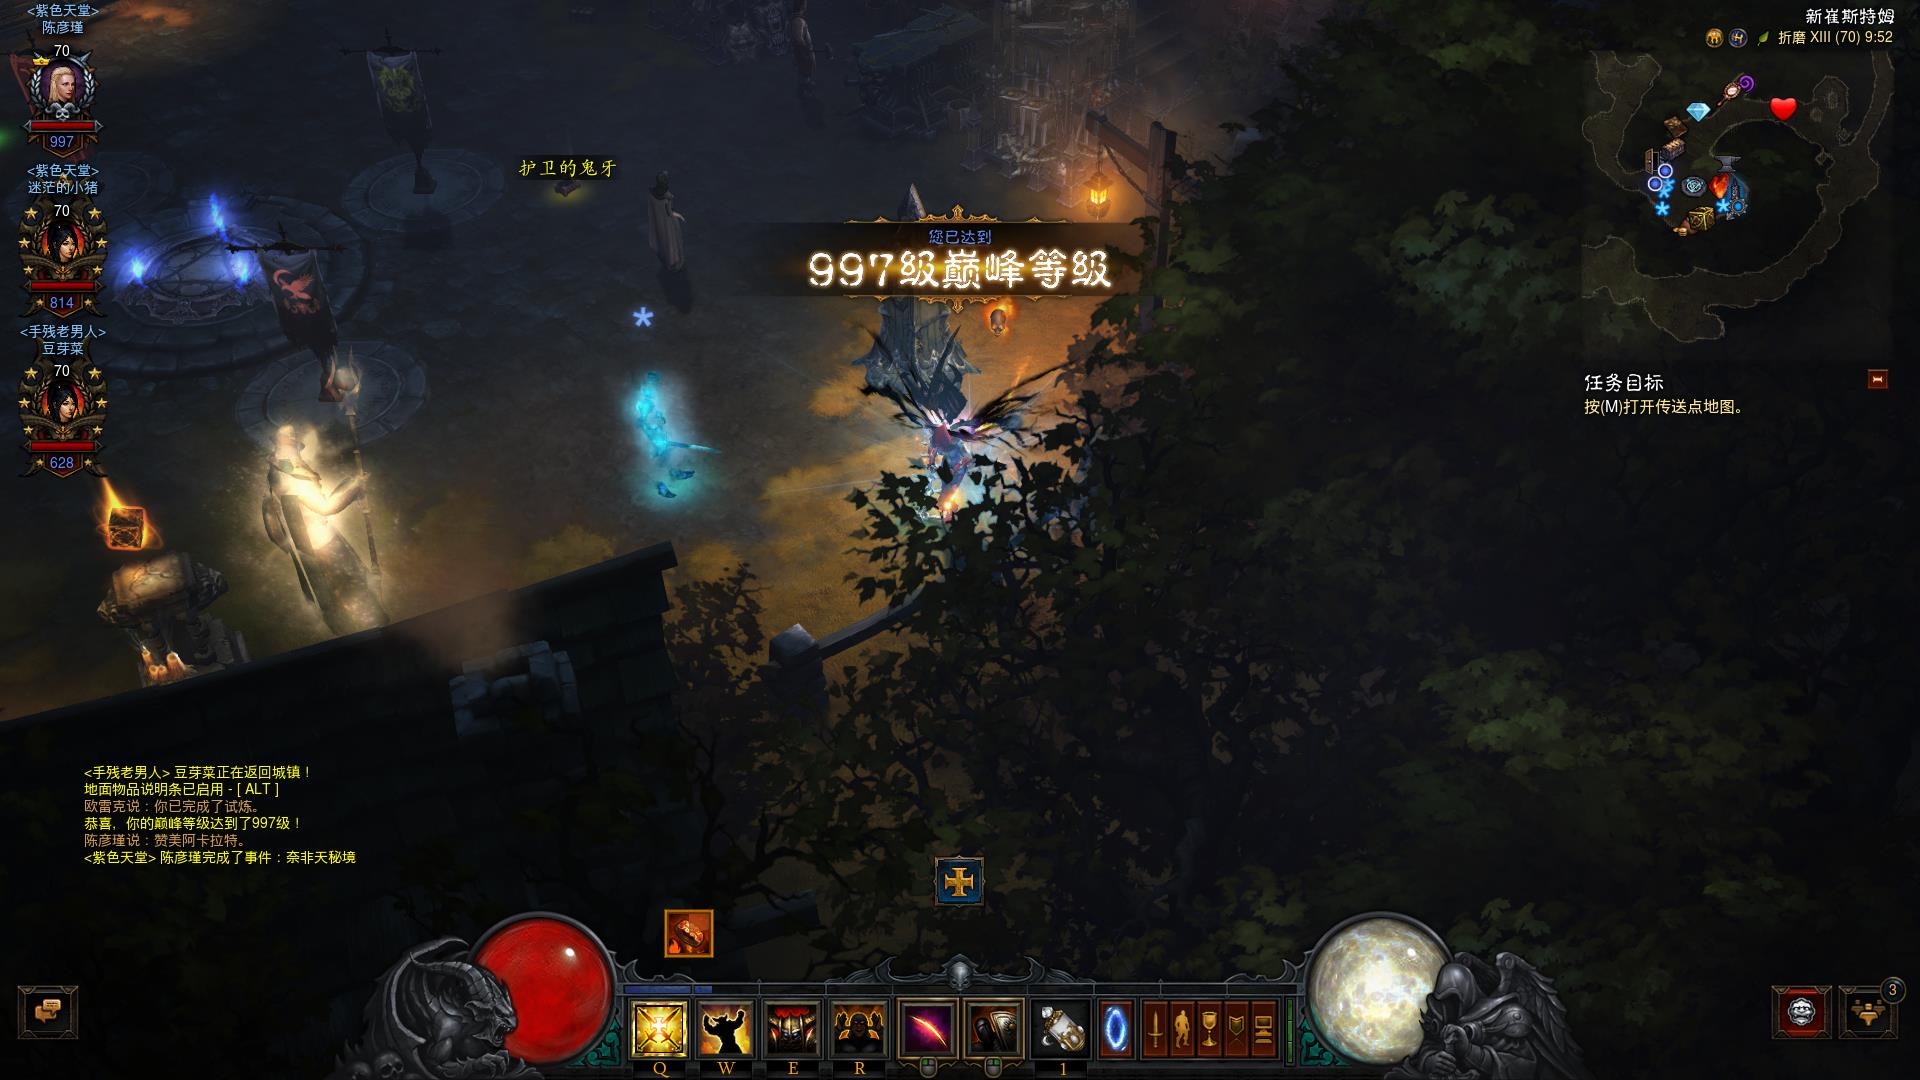 <紫色天堂>
陈彦瑾
70
997
<紫色天堂>
迷茫的小猪
70
814
<手残老男人>
豆芽菜
70
628
护卫的鬼牙
您已达到
997级巅峰等级
新崔斯特姆
折磨 XIII (70) 9:52
任务目标
按(M)打开传送点地图。
<手残老男人> 豆芽菜正在返回城镇！
地面物品说明条已启用 - [ ALT ]
欧雷克说：你已完成了试炼。
恭喜，你的巅峰等级达到了997级！
陈彦瑾说：赞美阿卡拉特。
<紫色天堂> 陈彦瑾完成了事件：奈非天秘境
Q
W
E
R
1
3